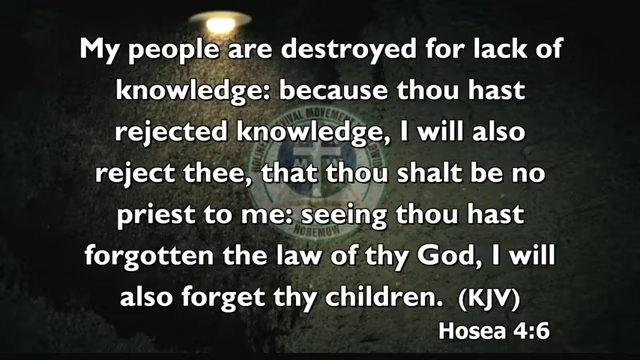 My people are destroyed for lack of
knowledge: because thou hast
rejected knowledge, I will also
reject thee, that thou shalt be no
priest to me: seeing thou hast
forgotten the law of thy God, I will
also forget thy children. (KJV)
Hosea 4:6
HOREMOW